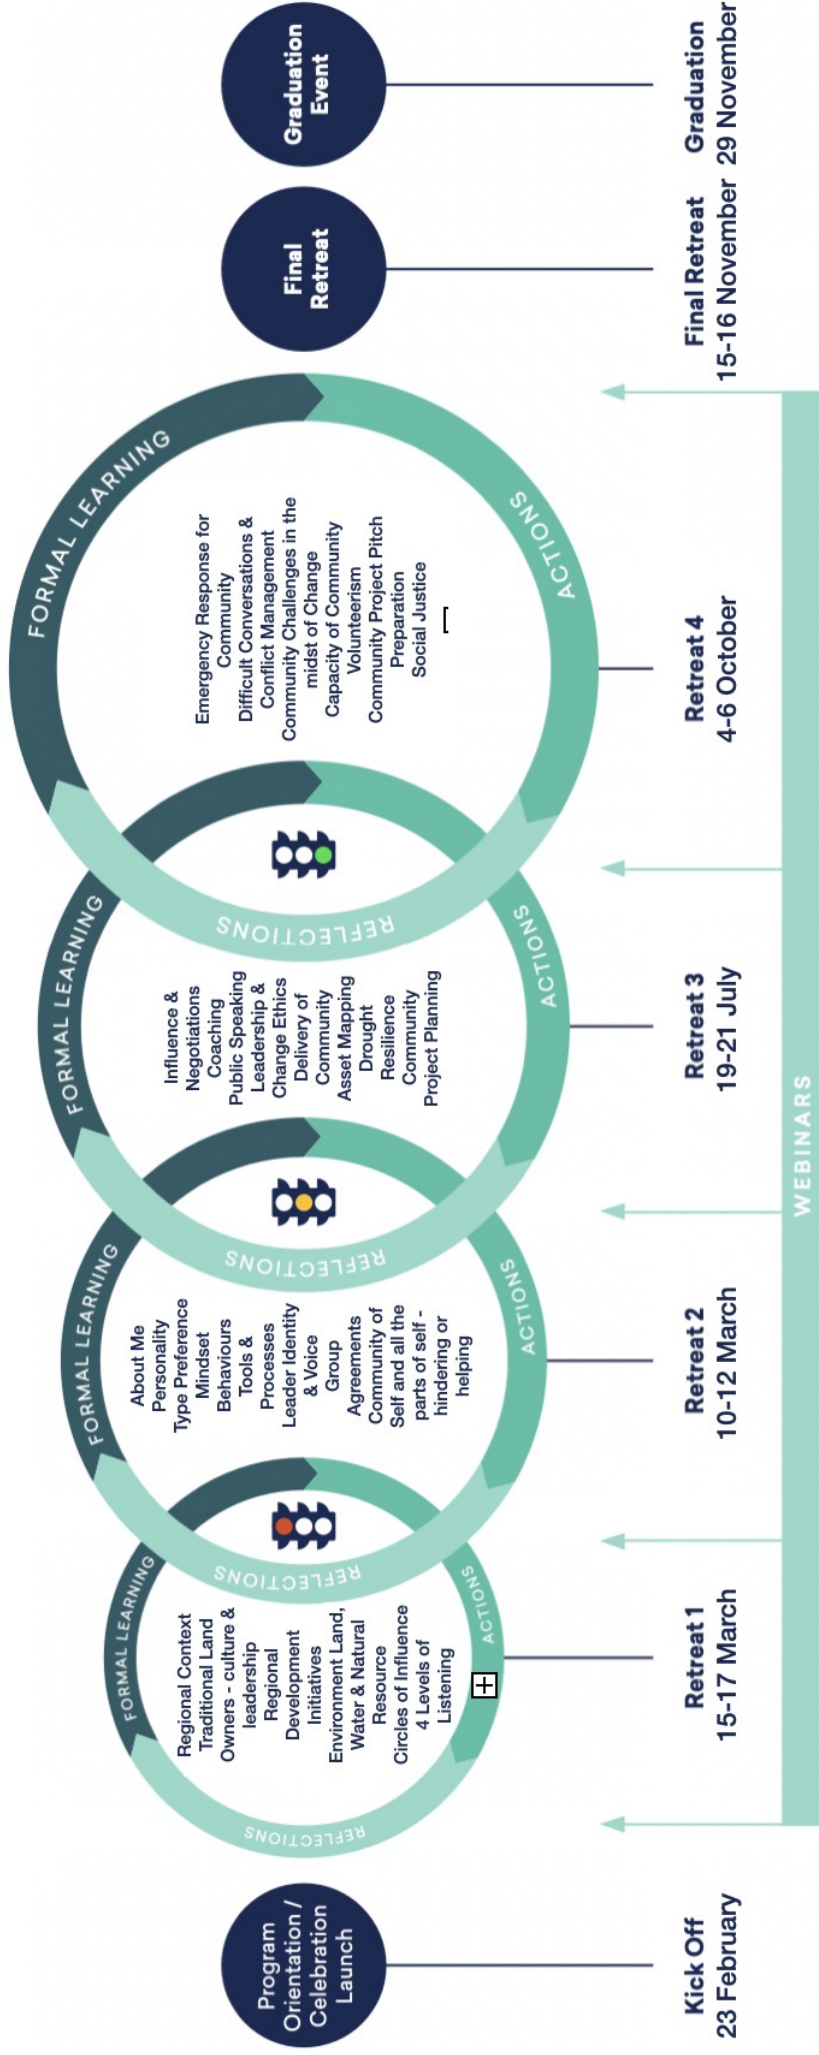 Program
Orientation /
Celebration
Launch
Kick Off
23 February
FORMAL LEARNING
ACTIONS
REFLECTIONS
Regional Context
Traditional Land
Owners - culture &
leadership
Regional
Development
Initiatives
Environment Land,
Water & Natural
Resource
Circles of Influence
4 Levels of
Listening
Retreat 1
15-17 March
FORMAL LEARNING
ACTIONS
REFLECTIONS
About Me
Personality
Type Preference
Mindset
Behaviours
Tools &
Processes
Leader Identity
& Voice
Group
Agreements
Community of
Self and all the
parts of self -
hindering or
helping
Retreat 2
10-12 March
FORMAL LEARNING
ACTIONS
REFLECTIONS
Influence &
Negotiations
Coaching
Public Speaking
Leadership &
Change Ethics
Delivery of
Community
Asset Mapping
Drought
Resilience
Community
Project Planning
Retreat 3
19-21 July
FORMAL LEARNING
ACTIONS
REFLECTIONS
Emergency Response for
Community
Difficult Conversations &
Conflict Management
Community Challenges in the
midst of Change
Capacity of Community
Volunteerism
Community Project Pitch
Preparation
Social Justice
Retreat 4
4-6 October
Final
Retreat
Final Retreat
15-16 November
Graduation
Event
Graduation
29 November
WEBINARS